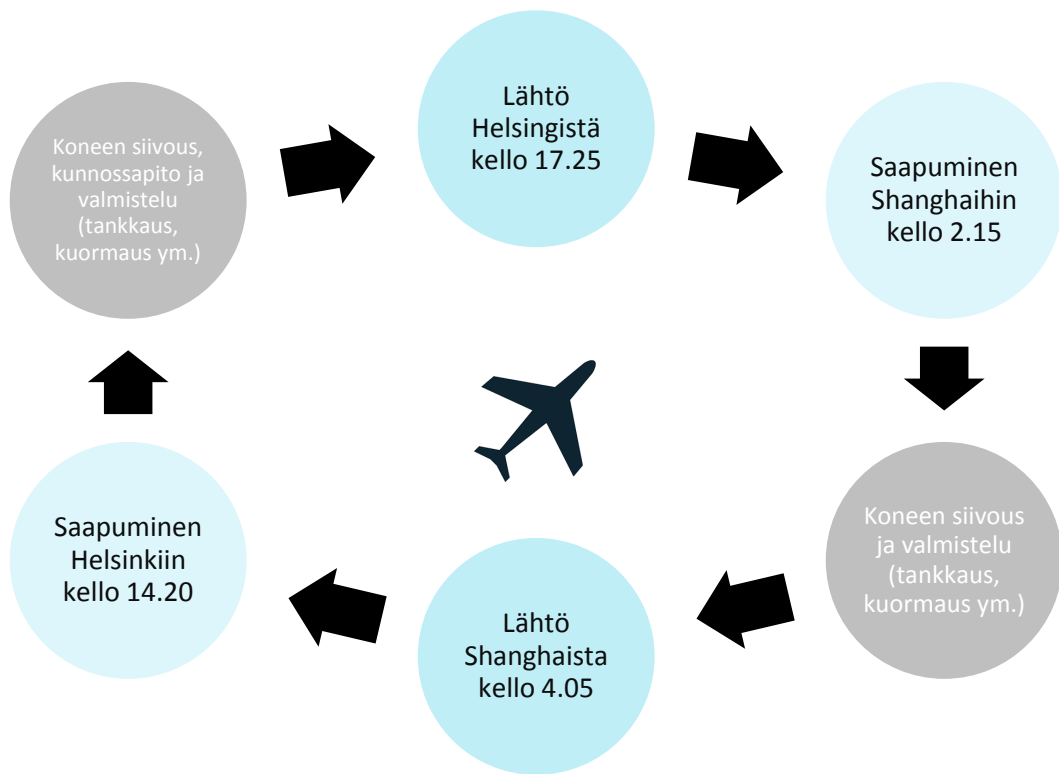 Lähtö
Helsingistä
kello 17.25
Saapuminen
Shanghaihin
kello 2.15
Koneen siivous
ja valmistelu
(tankkaus,
kuormaus ym.)
Lähtö
Shanghaista
kello 4.05
Saapuminen
Helsinkiin
kello 14.20
Koneen siivous,
kunnossapito ja
valmistelu
(tankkaus,
kuormaus ym.)